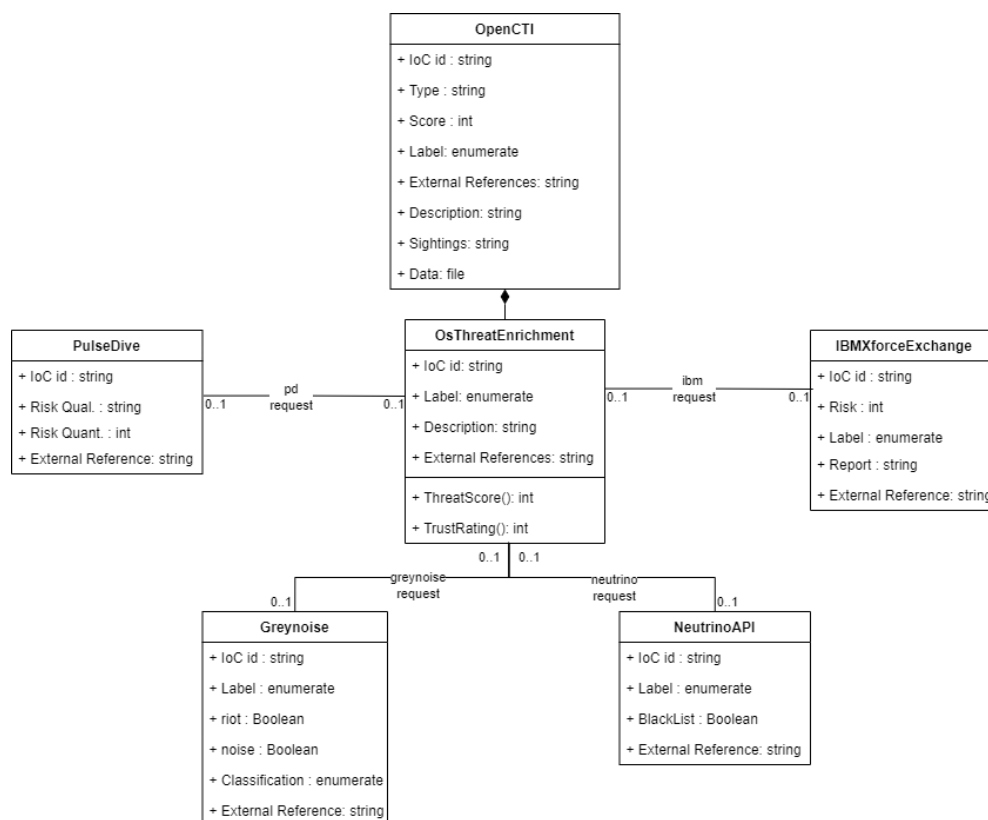 OpenCTI
+ IoC id : string
+ Type : string
+ Score : int
+ Label: enumerate
+ External References: string
+ Description: string
+ Sightings: string
+ Data: file
PulseDive
+ IoC id : string
+ Risk Qual. : string
+ Risk Quant. : int
+ External Reference: string
0..1
pd
request
0..1
OsThreatEnrichment
+ IoC id: string
+ Label: enumerate
+ Description: string
+ External References: string
+ ThreatScore(): int
+ TrustRating(): int
0..1
ibm
request
0..1
IBMXforceExchange
+ IoC id : string
+ Risk : int
+ Label : enumerate
+ Report : string
+ External Reference: string
0..1
0..1
greynoise
request
neutrino
request
0..1
0..1
Greynoise
+ IoC id : string
+ Label : enumerate
+ riot : Boolean
+ noise : Boolean
+ Classification : enumerate
+ External Reference: string
NeutrinoAPI
+ IoC id : string
+ Label : enumerate
+ BlackList : Boolean
+ External Reference: string